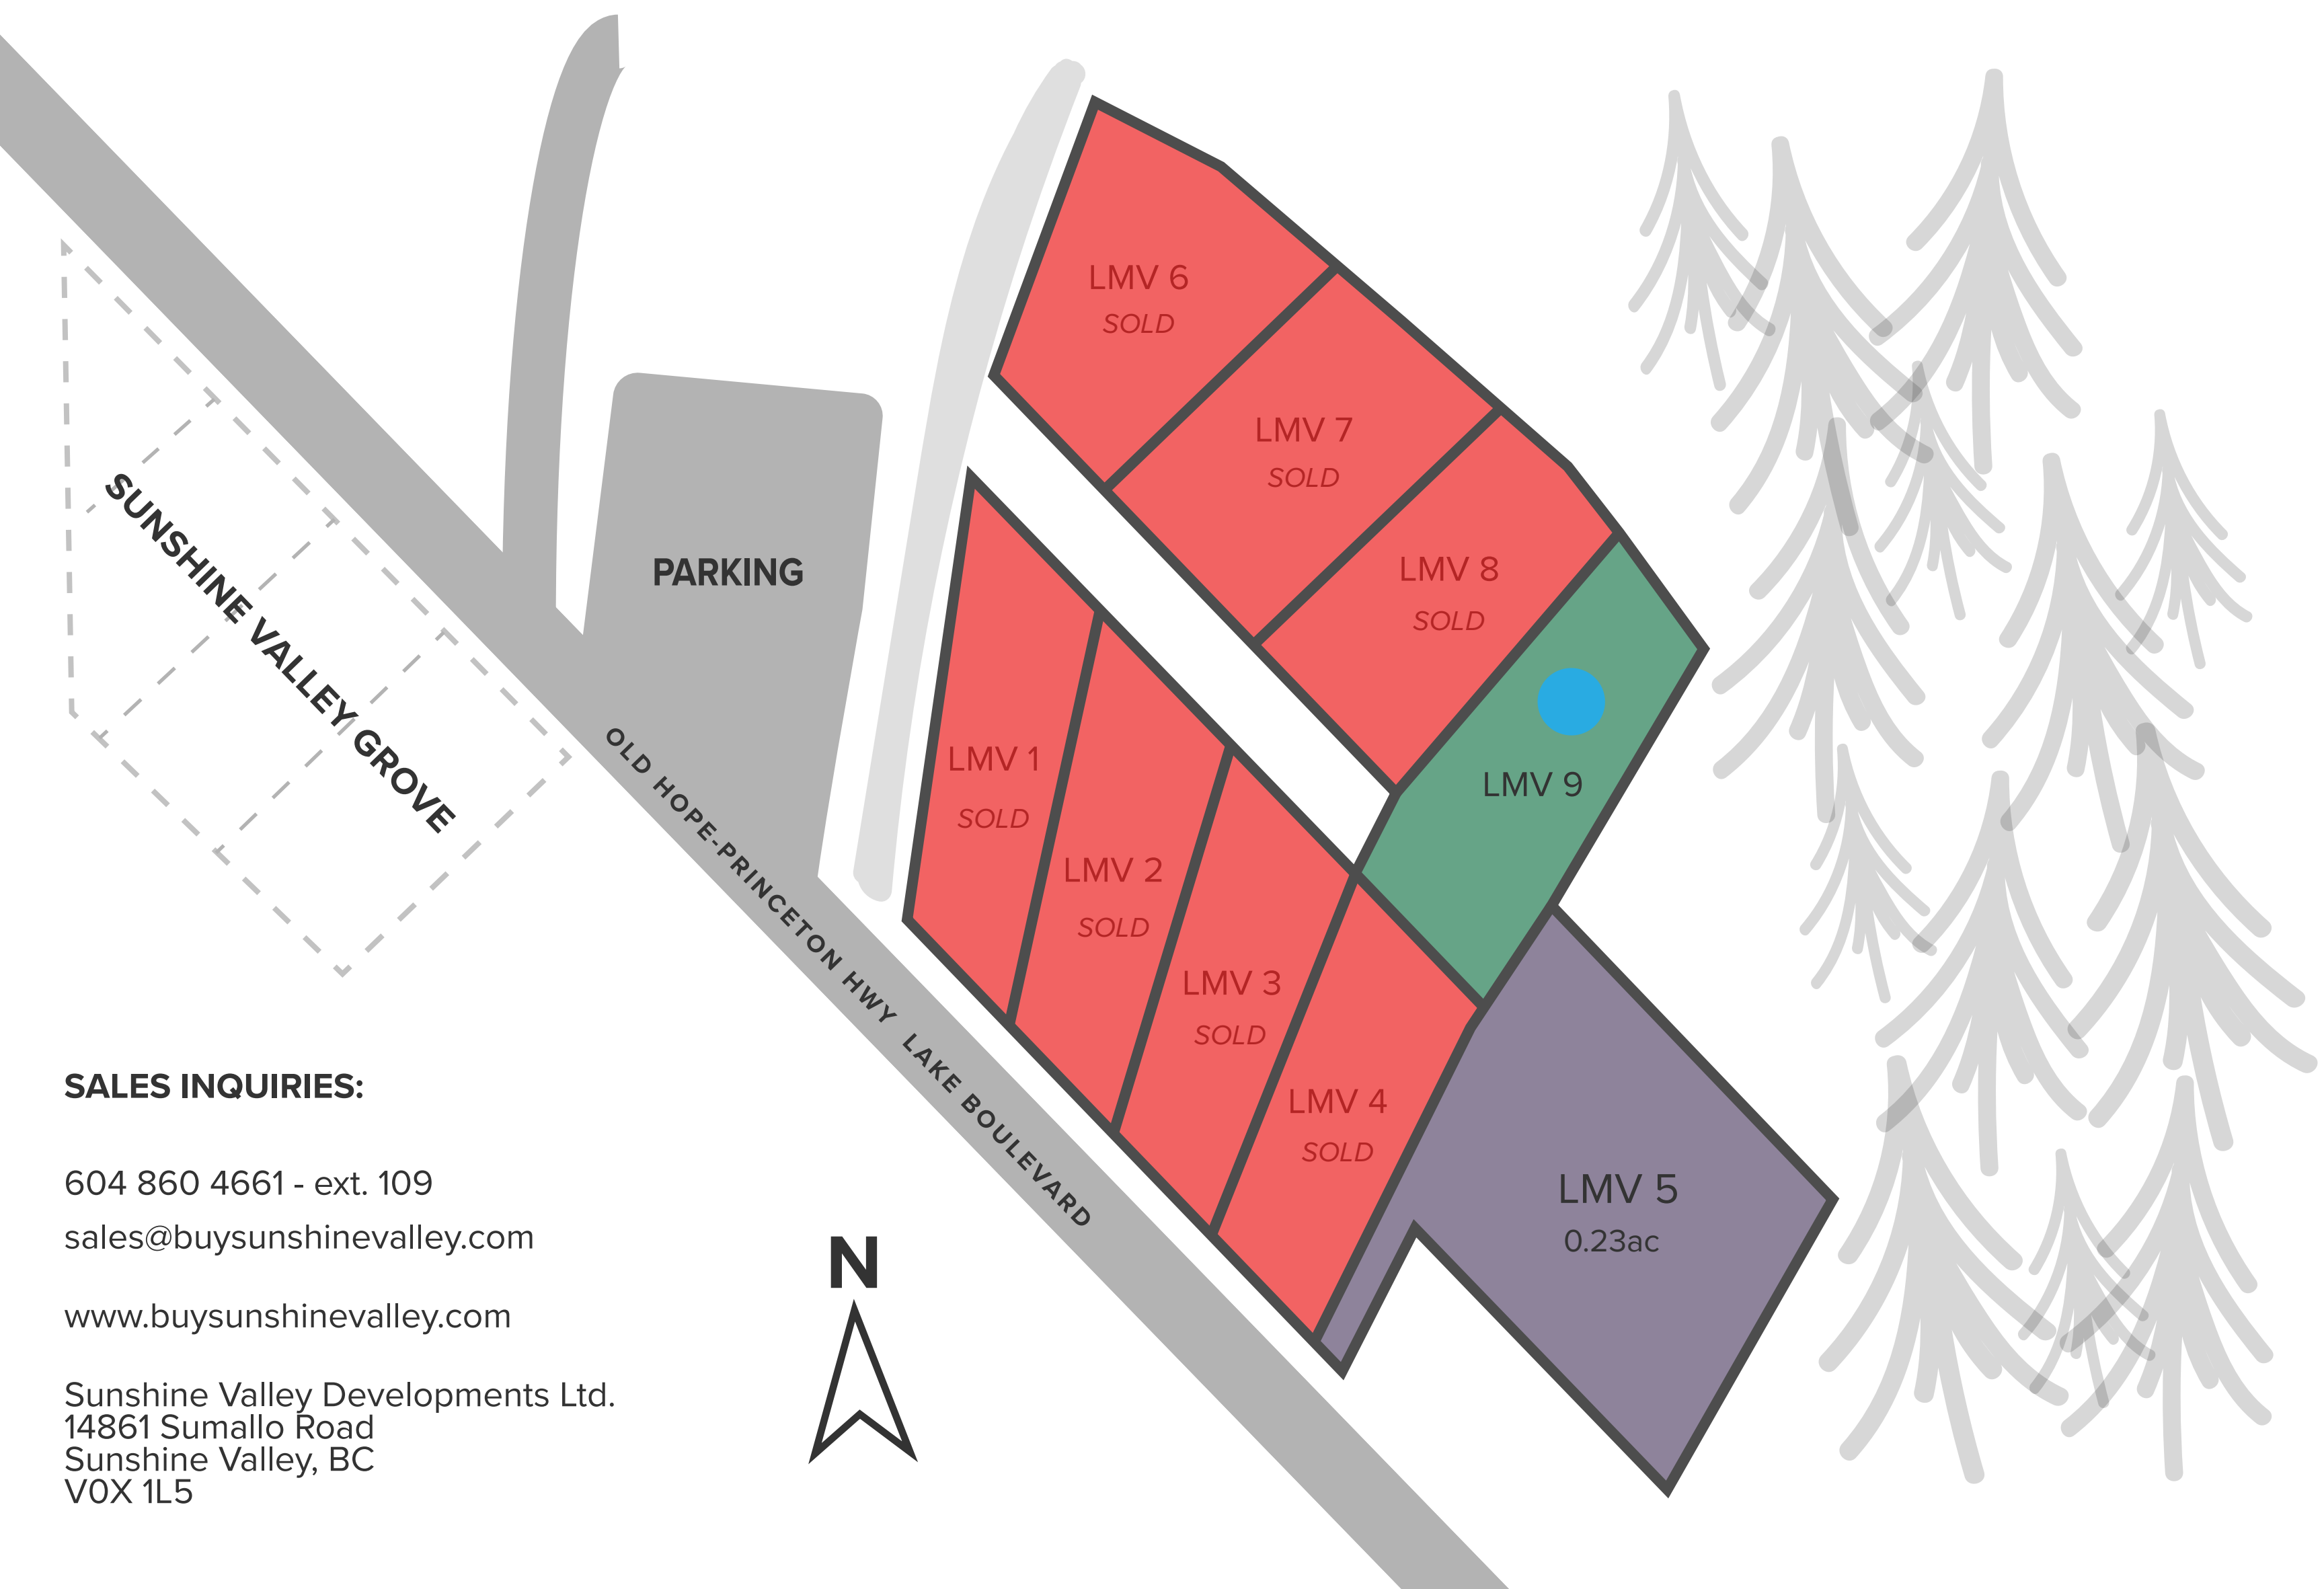 LMV 6
SOLD
LMV 7
SOLD
LMV 8
SOLD
LMV 9
PARKING
SUNSHINE VALLEY GROVE
OLD HOPE-PRINCETON HWY LAKE BOULEVARD
LMV 1
SOLD
LMV 2
SOLD
LMV 3
SOLD
LMV 4
SOLD
LMV 5
0.23ac
N
SALES INQUIRIES:
604 860 4661 - ext. 109
sales@buysunshinevalley.com
www.buysunshinevalley.com
Sunshine Valley Developments Ltd.
14861 Sumallo Road
Sunshine Valley, BC
V0X 1L5